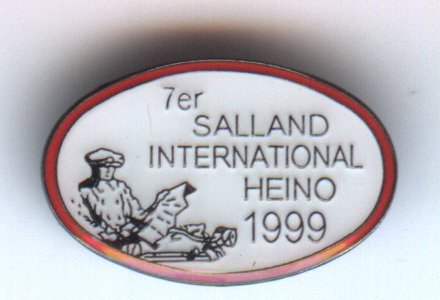 7er
SALLAND
INTERNATIONAL
HEINO
1999